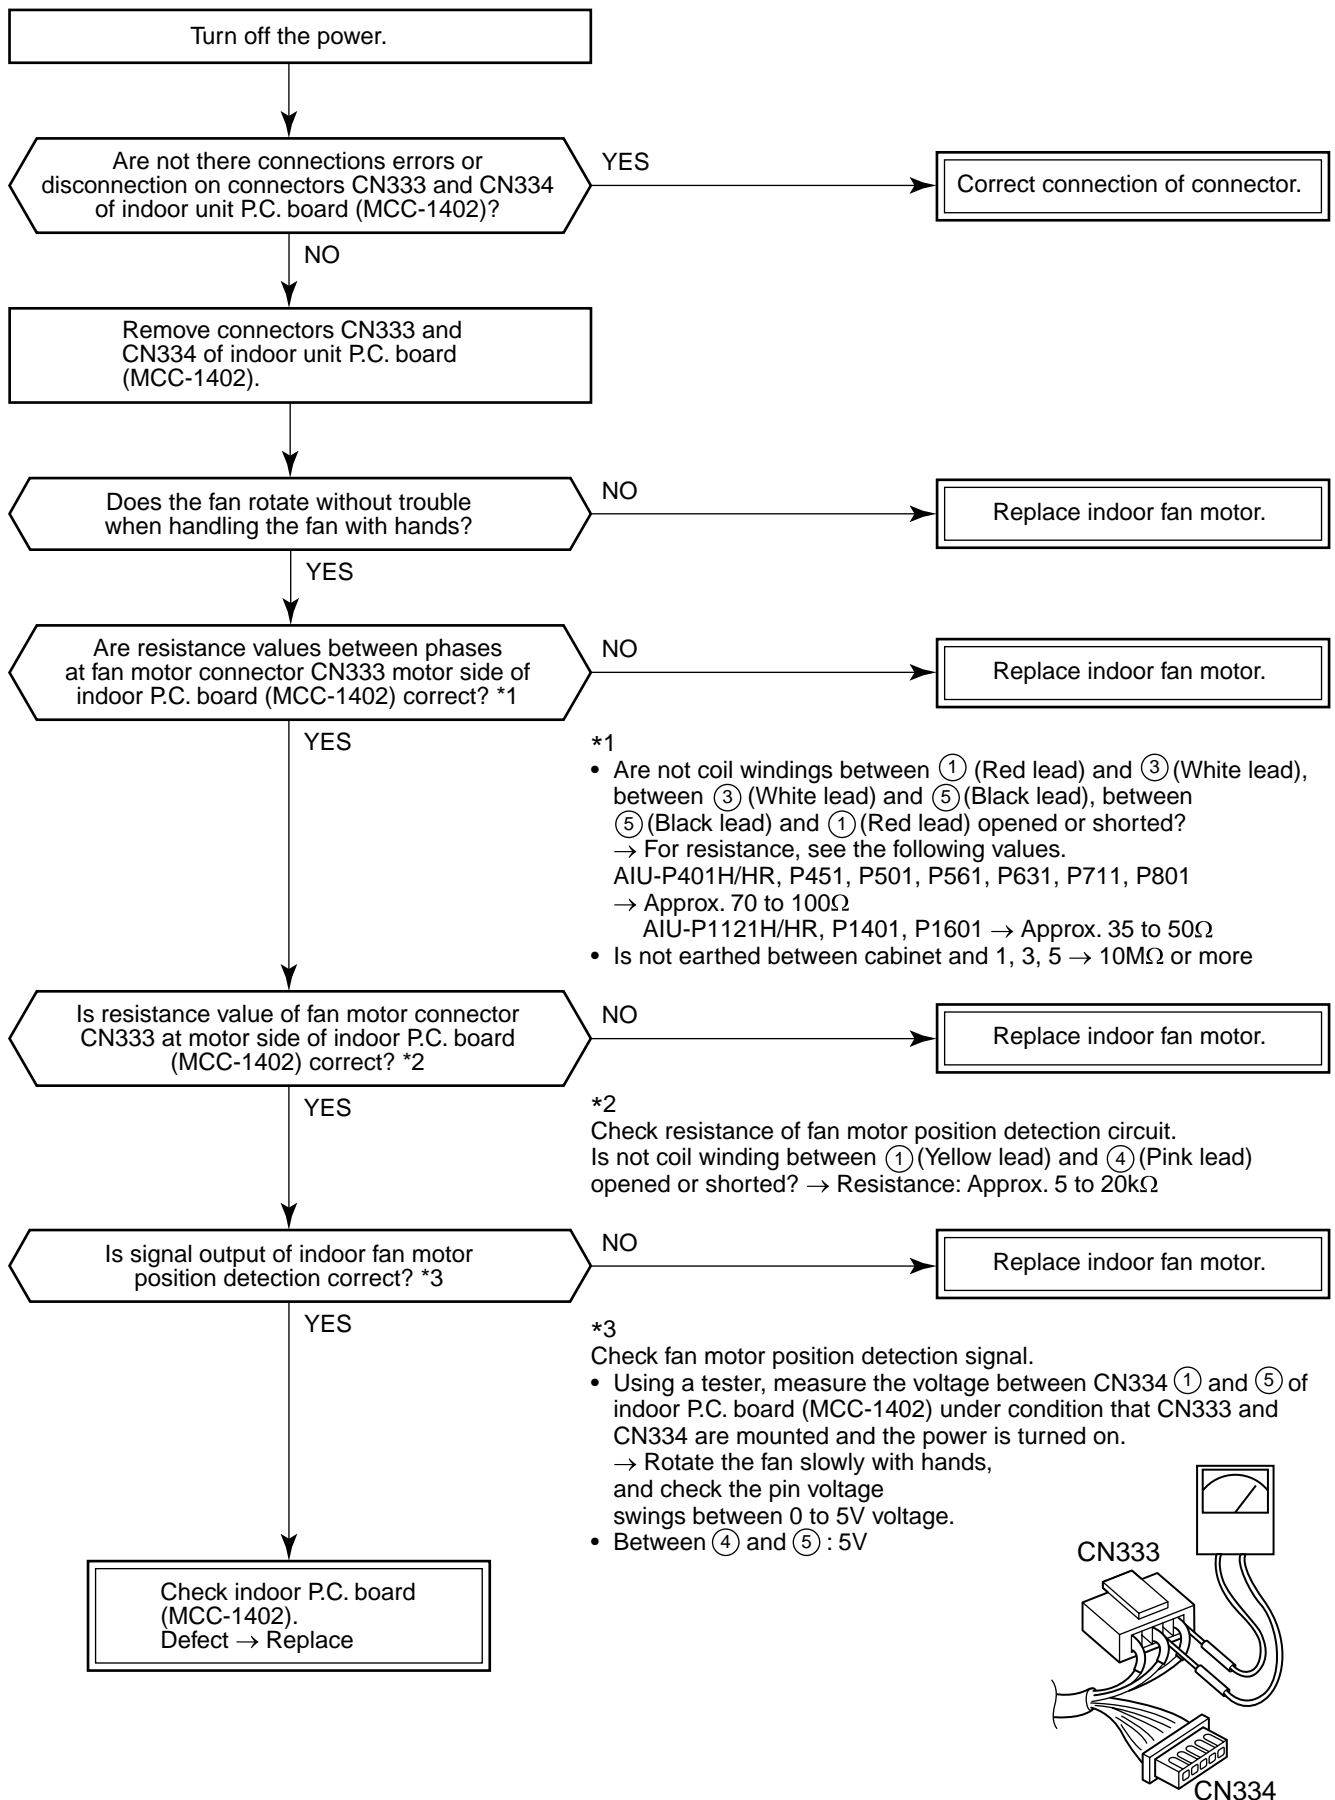 Turn off the power.
Are not there connections errors or
disconnection on connectors CN333 and CN334
of indoor unit P.C. board (MCC-1402)?
YES
Correct connection of connector.
NO
Remove connectors CN333 and
CN334 of indoor unit P.C. board
(MCC-1402).
Does the fan rotate without trouble
when handling the fan with hands?
NO
Replace indoor fan motor.
YES
Are resistance values between phases
at fan motor connector CN333 motor side of
indoor P.C. board (MCC-1402) correct? *1
NO
Replace indoor fan motor.
YES
*1
• Are not coil windings between ① (Red lead) and ③ (White lead),
between ③ (White lead) and ⑤ (Black lead), between
⑤ (Black lead) and ① (Red lead) opened or shorted?
→ For resistance, see the following values.
AIU-P401H/HR, P451, P501, P561, P631, P711, P801
→ Approx. 70 to 100Ω
AIU-P1121H/HR, P1401, P1601 → Approx. 35 to 50Ω
• Is not earthed between cabinet and 1, 3, 5 → 10MΩ or more
Is resistance value of fan motor connector
CN333 at motor side of indoor P.C. board
(MCC-1402) correct? *2
NO
Replace indoor fan motor.
YES
*2
Check resistance of fan motor position detection circuit.
Is not coil winding between ① (Yellow lead) and ④ (Pink lead)
opened or shorted? → Resistance: Approx. 5 to 20kΩ
Is signal output of indoor fan motor
position detection correct? *3
NO
Replace indoor fan motor.
YES
*3
Check fan motor position detection signal.
• Using a tester, measure the voltage between CN334 ① and ⑤ of
indoor P.C. board (MCC-1402) under condition that CN333 and
CN334 are mounted and the power is turned on.
→ Rotate the fan slowly with hands,
and check the pin voltage
swings between 0 to 5V voltage.
• Between ④ and ⑤ : 5V
Check indoor P.C. board
(MCC-1402).
Defect → Replace
CN333
CN334